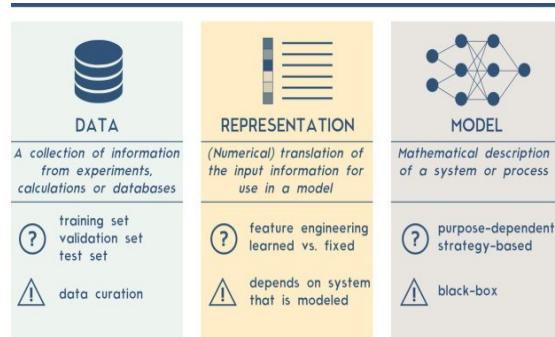 DATA
A collection of information
from experiments,
calculations or databases
?
training set
validation set
test set
!
data curation
REPRESENTATION
(Numerical) translation of
the input information for
use in a model
?
feature engineering
learned vs. fixed
!
depends on system
that is modeled
MODEL
Mathematical description
of a system or process
?
purpose-dependent
strategy-based
!
black-box